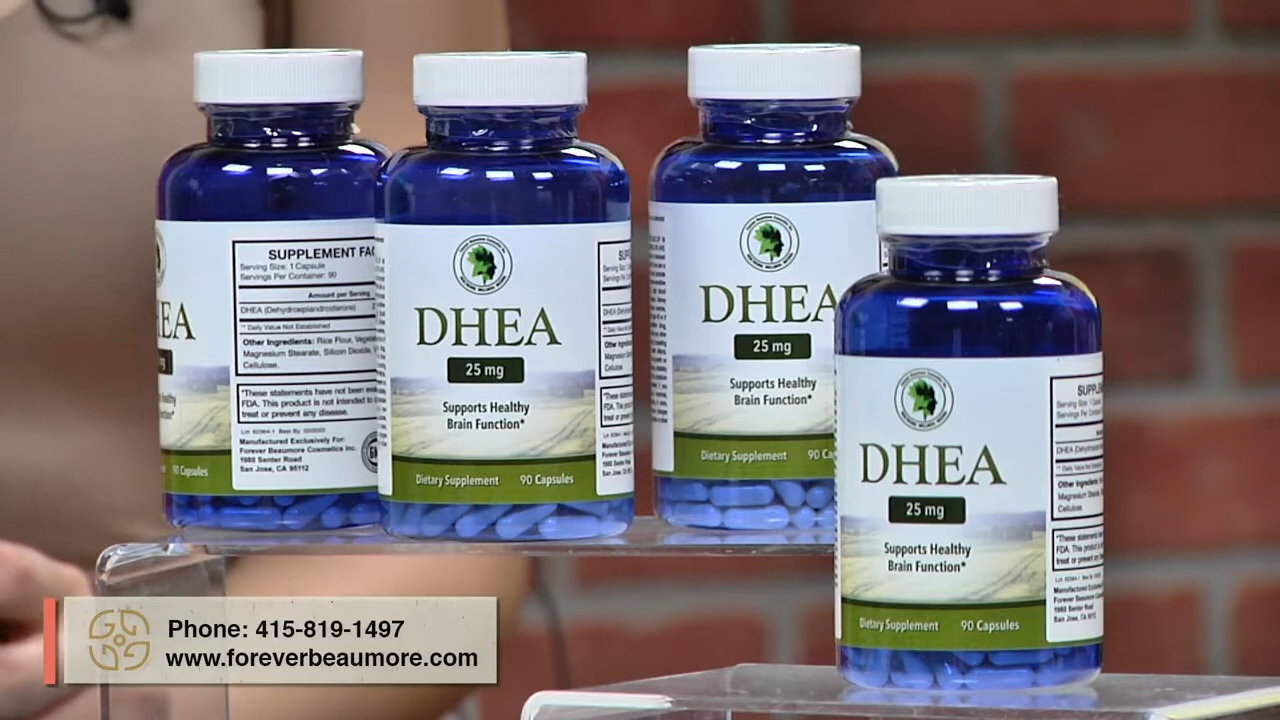 EA
SUPPLEMENT FAC
Serving Size: 1 Capsule
Servings Per Container: 90
Amount per Serving
DHEA (Dehydroepiandrosterone)
** Daily Value Not Established
Other Ingredients: Rice Flour,
Magnesium Stearate, Silicon Dioxide,
Cellulose.
*These statements have not been
FDA. This product is not intended to
treat or prevent any disease.
Manufactured Exclusively For:
Forever Beaumore Cosmetics Inc.
1980 Senter Road
San Jose, CA 95112
90 Capsules
DHEA
25 mg
Supports Healthy
Brain Function*
Dietary Supplement 90 Capsules
DHEA
25 mg
Supports Healthy
Brain Function*
Dietary Supplement 90 Ca
DHEA
25 mg
Supports Healthy
Brain Function*
Dietary Supplement 90 Capsules
Phone: 415-819-1497
www.foreverbeaumore.com